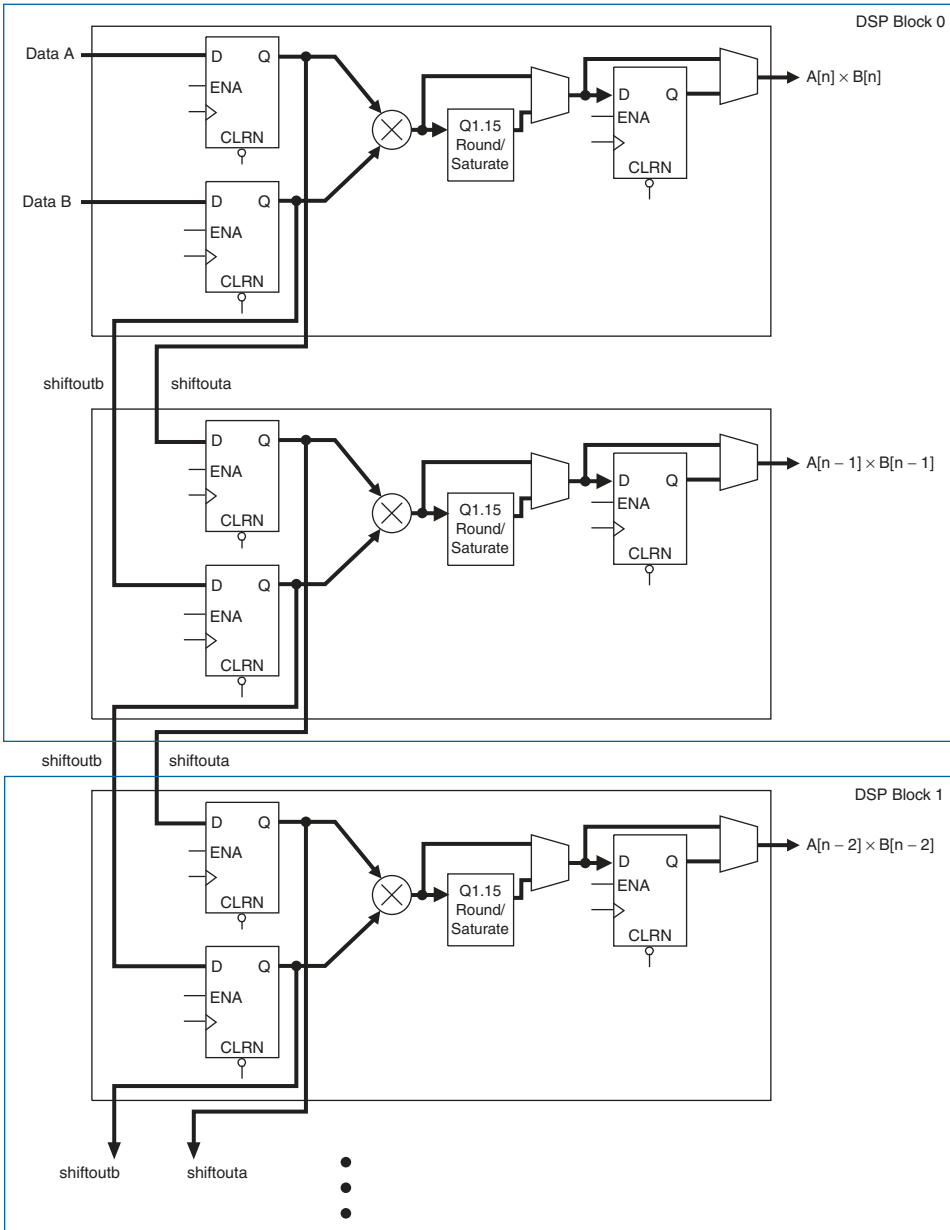 DSP Block 0
Data A
D Q
ENA
CLRN
Q1.15
Round/
Saturate
D Q
ENA
CLRN
A[n] × B[n]
Data B
D Q
ENA
CLRN
shiftoutb
shiftouta
D Q
ENA
CLRN
Q1.15
Round/
Saturate
D Q
ENA
CLRN
A[n – 1] × B[n – 1]
D Q
ENA
CLRN
shiftoutb
shiftouta
DSP Block 1
D Q
ENA
CLRN
Q1.15
Round/
Saturate
D Q
ENA
CLRN
A[n – 2] × B[n – 2]
D Q
ENA
CLRN
shiftoutb
shiftouta